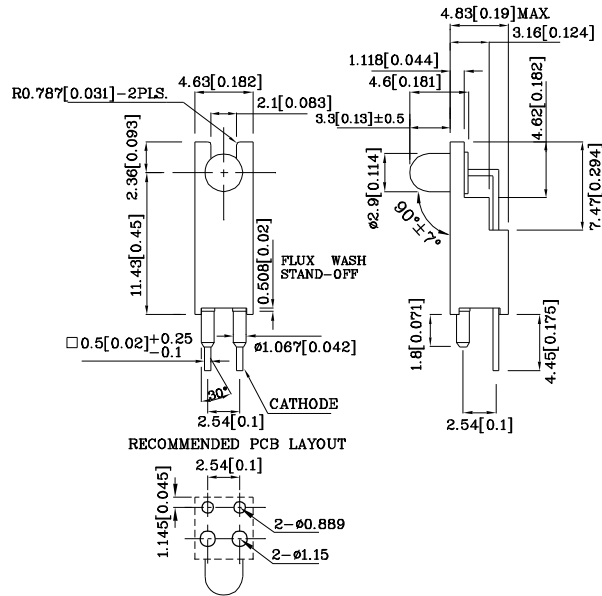 4.83[0.19] MAX.
3.16[0.124]
1.118[0.044]
4.63[0.182]
4.6[0.181]
R0.787[0.031]-2PLS.
2.1[0.083]
3.3[0.13]±0.5
4.62[0.182]
2.36[0.093]
ø2.9[0.114]
7.47[0.294]
90°±7°
11.43[0.45]
0.508[0.02]
FLUX WASH
STAND-OFF
□0.5[0.02]+0.25
-0.1
ø1.067[0.042]
1.8[0.071]
4.45[0.175]
30°
CATHODE
2.54[0.1]
2.54[0.1]
RECOMMENDED PCB LAYOUT
2.54[0.1]
1.145[0.045]
2-ø0.889
2-ø1.15